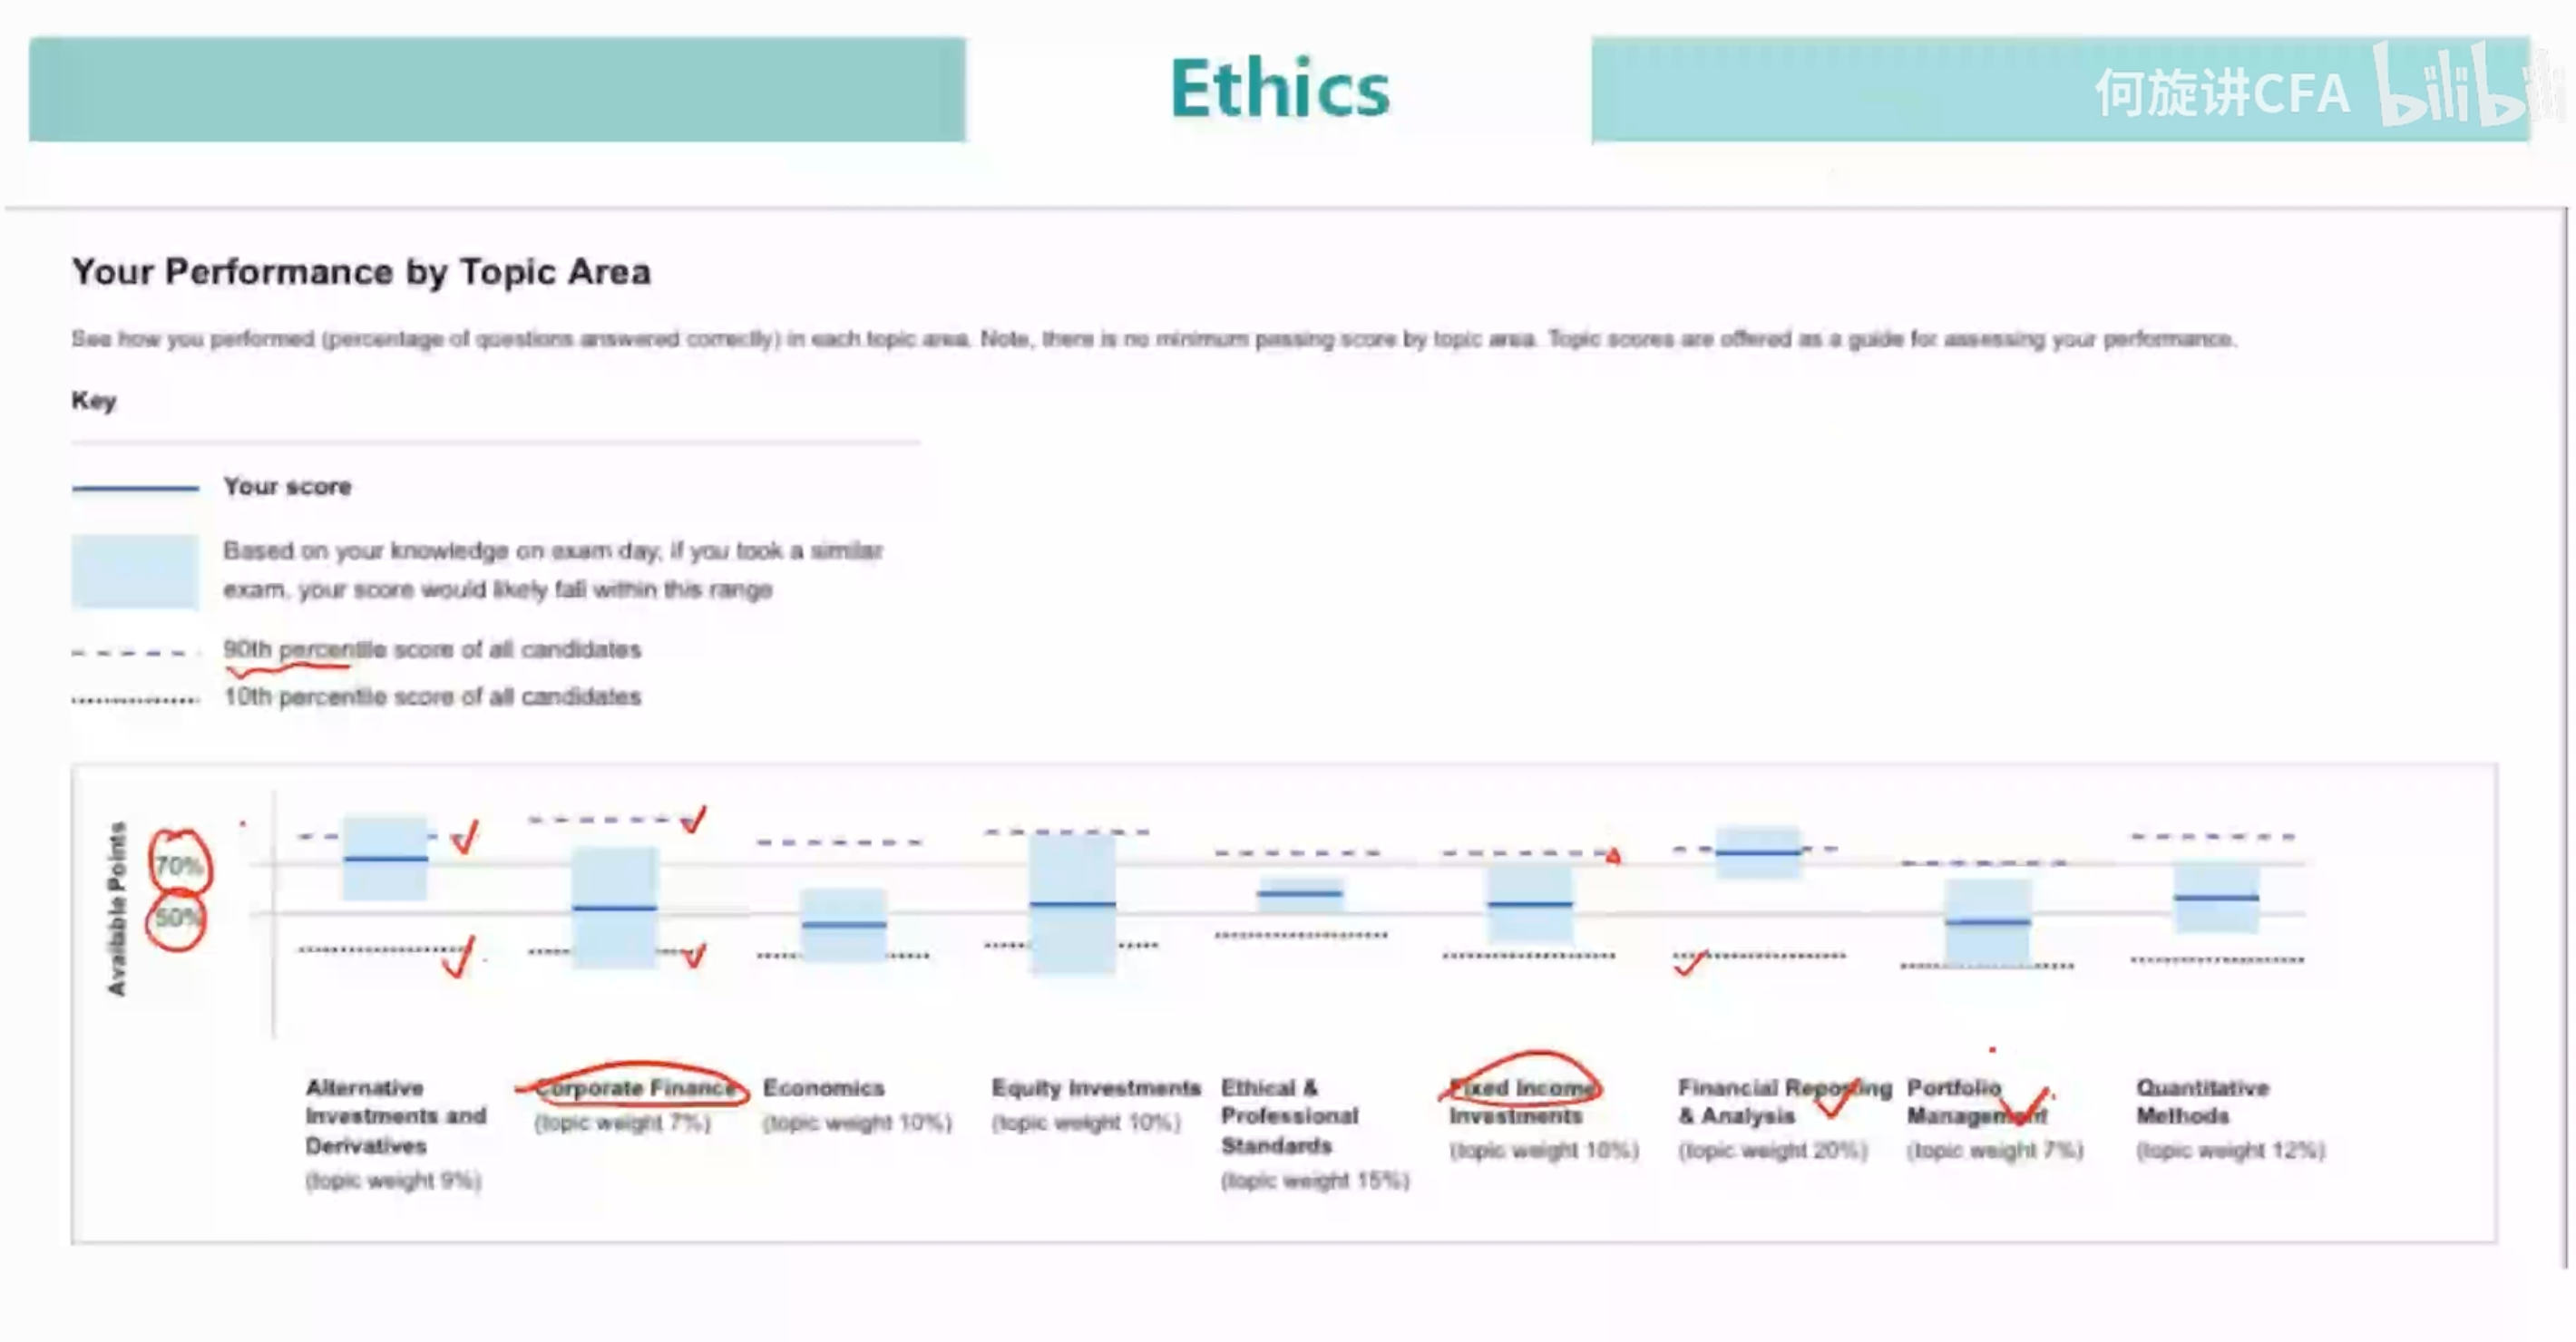 Ethics
何旋讲CFA bilibili
Your Performance by Topic Area
See how you performed (percentage of questions answered correctly) in each topic area. Note, there is no minimum passing score by topic area. Topic scores are offered as a guide for assessing your performance.
Key
Your score
Based on your knowledge on exam day, if you took a similar
exam, your score would likely fall within this range
90th percentile score of all candidates
10th percentile score of all candidates
Available Points
70%
50%
Alternative
Investments and
Derivatives
(topic weight 9%)
Corporate Finance
(topic weight 7%)
Economics
(topic weight 10%)
Equity Investments
(topic weight 10%)
Ethical &
Professional
Standards
(topic weight 15%)
Fixed Income
Investments
(topic weight 10%)
Financial Reporting
& Analysis
(topic weight 20%)
Portfolio
Management
(topic weight 7%)
Quantitative
Methods
(topic weight 12%)